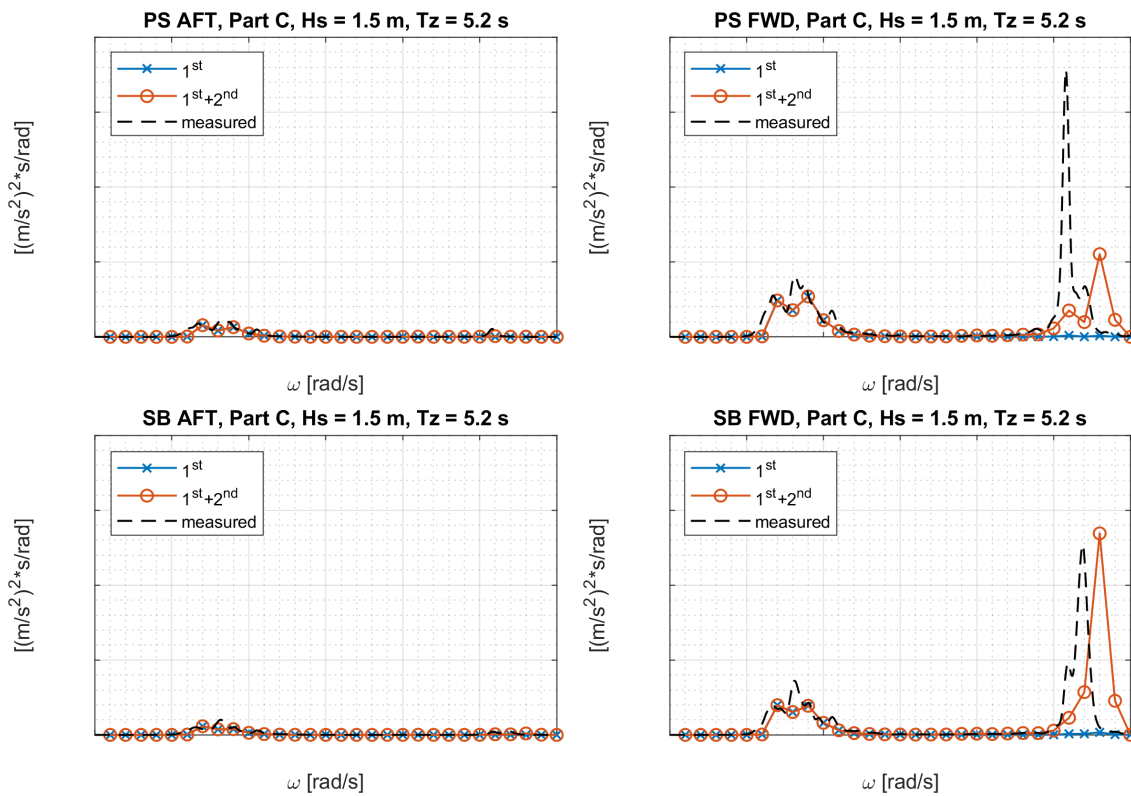 PS AFT, Part C, Hs = 1.5 m, Tz = 5.2 s
1st
1st+2nd
measured
[(m/s2)2*s/rad]
ω [rad/s]
PS FWD, Part C, Hs = 1.5 m, Tz = 5.2 s
1st
1st+2nd
measured
[(m/s2)2*s/rad]
ω [rad/s]
SB AFT, Part C, Hs = 1.5 m, Tz = 5.2 s
1st
1st+2nd
measured
[(m/s2)2*s/rad]
ω [rad/s]
SB FWD, Part C, Hs = 1.5 m, Tz = 5.2 s
1st
1st+2nd
measured
[(m/s2)2*s/rad]
ω [rad/s]